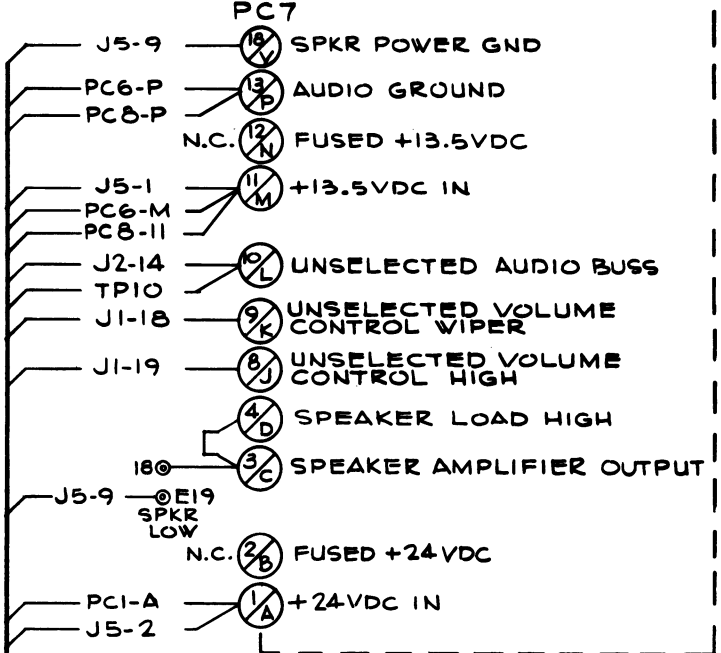 PC7
J5-9 18/V SPKR POWER GND
PC6-P 13/P AUDIO GROUND
PC8-P
N.C. 12/N FUSED +13.5VDC
J5-1 11/M +13.5VDC IN
PC6-M
PC8-11
J2-14 10/L UNSELECTED AUDIO BUSS
TP10
J1-18 9/K UNSELECTED VOLUME
CONTROL WIPER
J1-19 8/J UNSELECTED VOLUME
CONTROL HIGH
4/D SPEAKER LOAD HIGH
18 3/C SPEAKER AMPLIFIER OUTPUT
J5-9 E19
SPKR
LOW
N.C. 2/B FUSED +24VDC
PC1-A 1/A +24VDC IN
J5-2